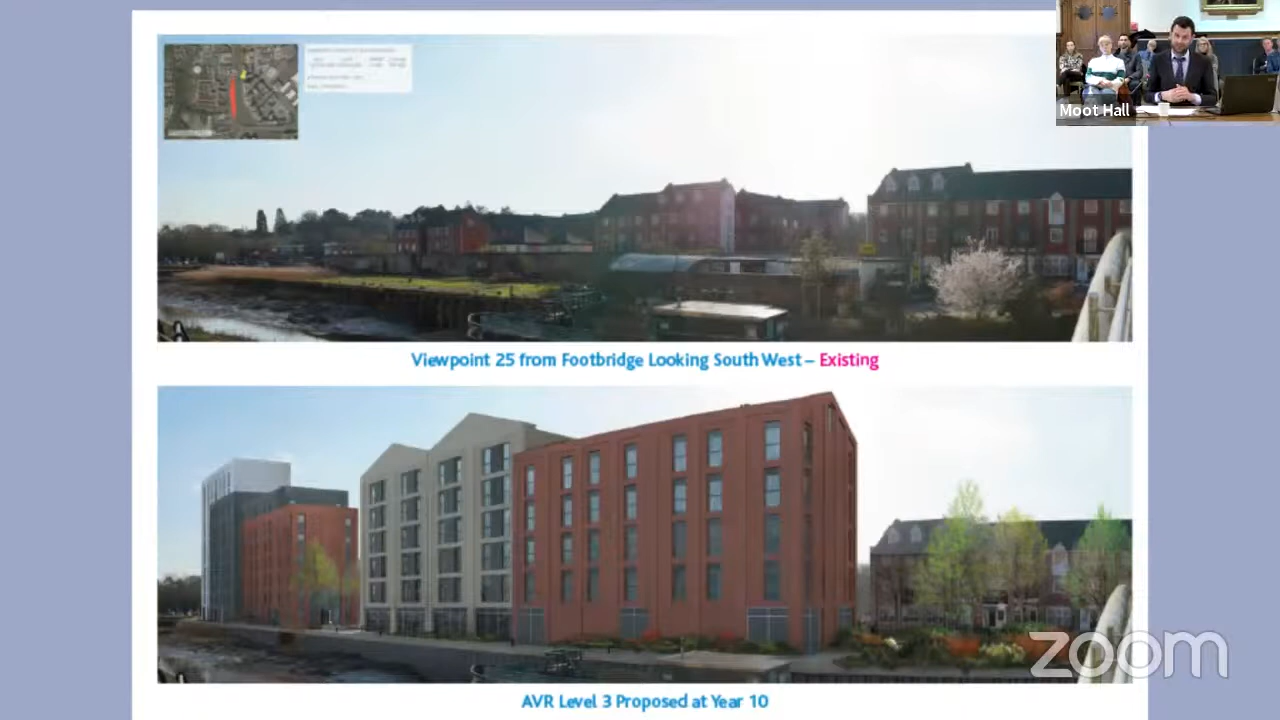 Moot Hall
Viewpoint 25 from Footbridge Looking South West – Existing
zoom
AVR Level 3 Proposed at Year 10